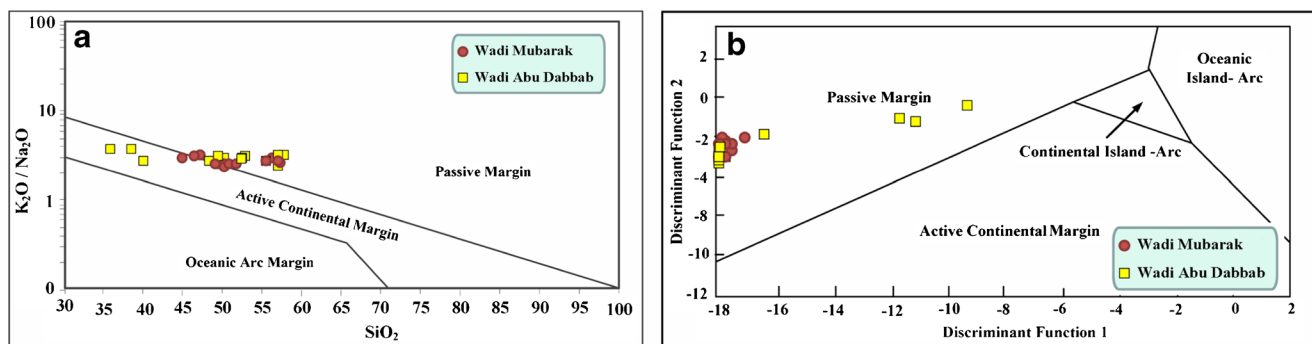 a
Wadi Mubarak
Wadi Abu Dabbab
100
10
1
0
K₂O / Na₂O
Passive Margin
Active Continental Margin
Oceanic Arc Margin
30 35 40 45 50 55 60 65 70 75 80 85 90 95 100
SiO₂
b
Oceanic
Island- Arc
Passive Margin
Continental Island -Arc
Active Continental Margin
Wadi Mubarak
Wadi Abu Dabbab
2
0
-2
-4
-6
-8
-10
-12
Discriminant Function 2
-18 -16 -14 -12 -10 -8 -6 -4 -2 0 2
Discriminant Function 1